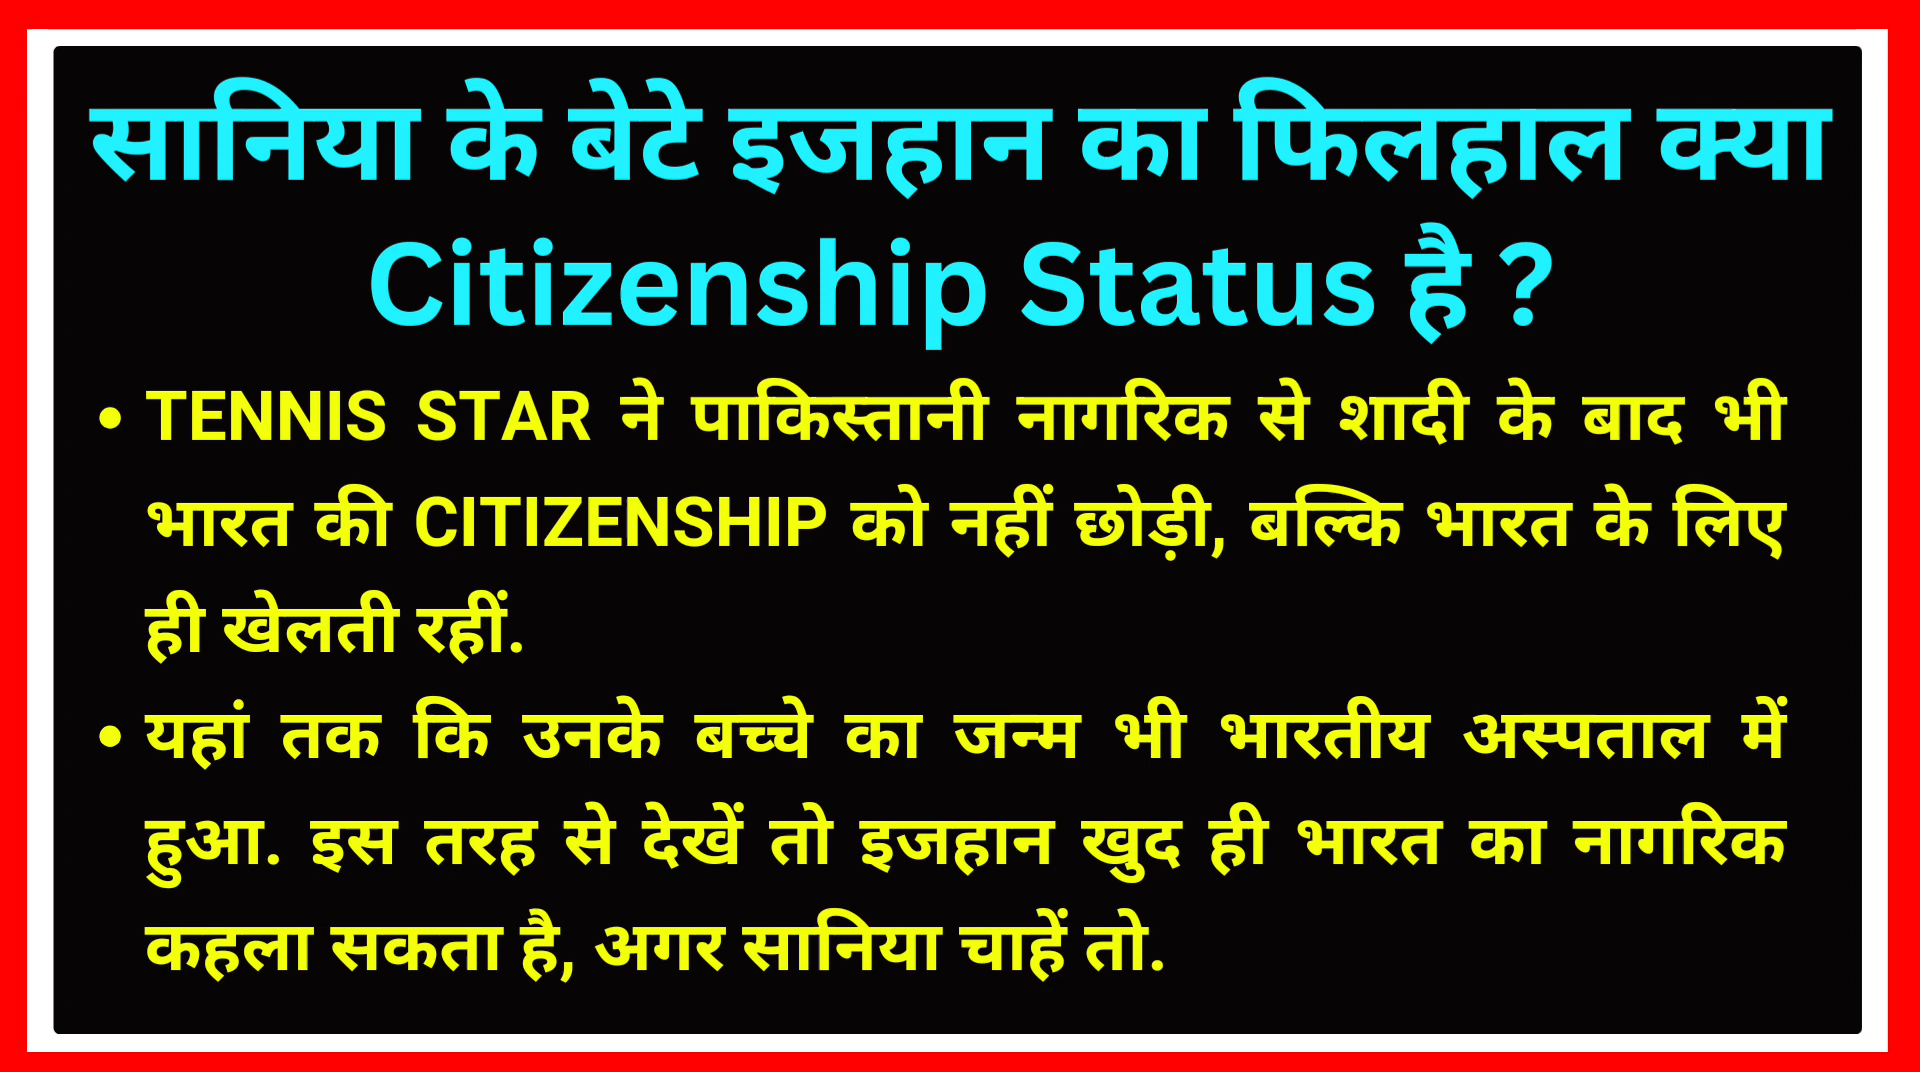 सानिया के बेटे इजहान का फिलहाल क्या
Citizenship Status है ?
• TENNIS STAR ने पाकिस्तानी नागरिक से शादी के बाद भी
भारत की CITIZENSHIP को नहीं छोड़ी, बल्कि भारत के लिए
ही खेलती रहीं.
• यहां तक कि उनके बच्चे का जन्म भी भारतीय अस्पताल में
हुआ. इस तरह से देखें तो इजहान खुद ही भारत का नागरिक
कहला सकता है, अगर सानिया चाहें तो.